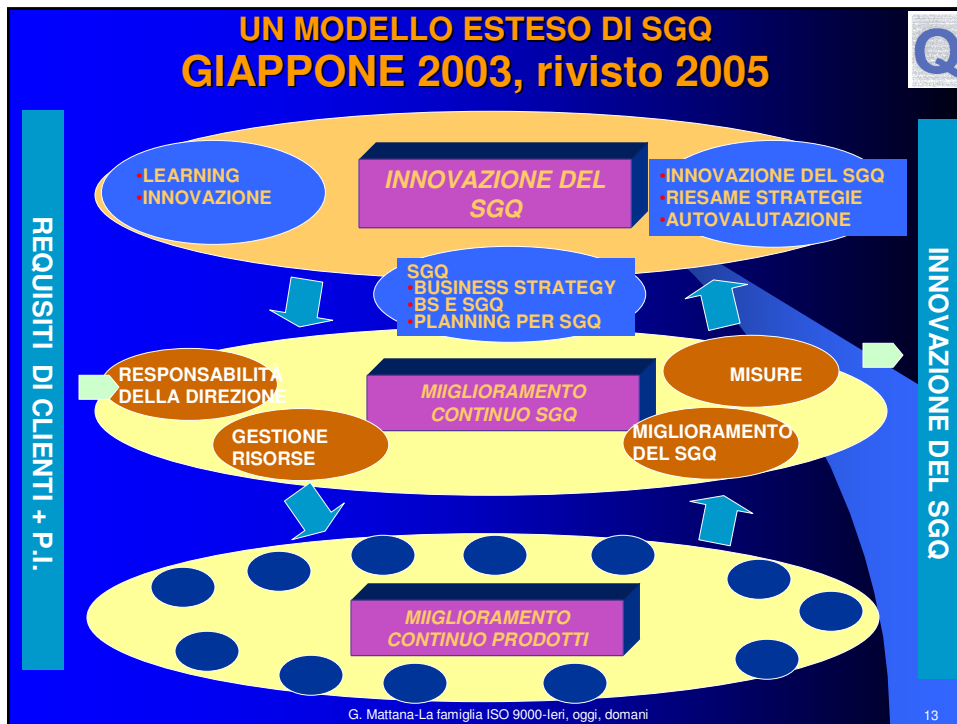 UN MODELLO ESTESO DI SGQ
GIAPPONE 2003, rivisto 2005
Q
REQUISITI DI CLIENTI + P.I.
•LEARNING
•INNOVAZIONE
INNOVAZIONE DEL
SGQ
•INNOVAZIONE DEL SGQ
•RIESAME STRATEGIE
•AUTOVALUTAZIONE
SGQ
•BUSINESS STRATEGY
•BS E SGQ
•PLANNING PER SGQ
RESPONSABILITA
DELLA DIREZIONE
GESTIONE
RISORSE
MIIGLIORAMENTO
CONTINUO SGQ
MISURE
MIGLIORAMENTO
DEL SGQ
MIIGLIORAMENTO
CONTINUO PRODOTTI
INNOVAZIONE DEL SGQ
G. Mattana-La famiglia ISO 9000-Ieri, oggi, domani
13